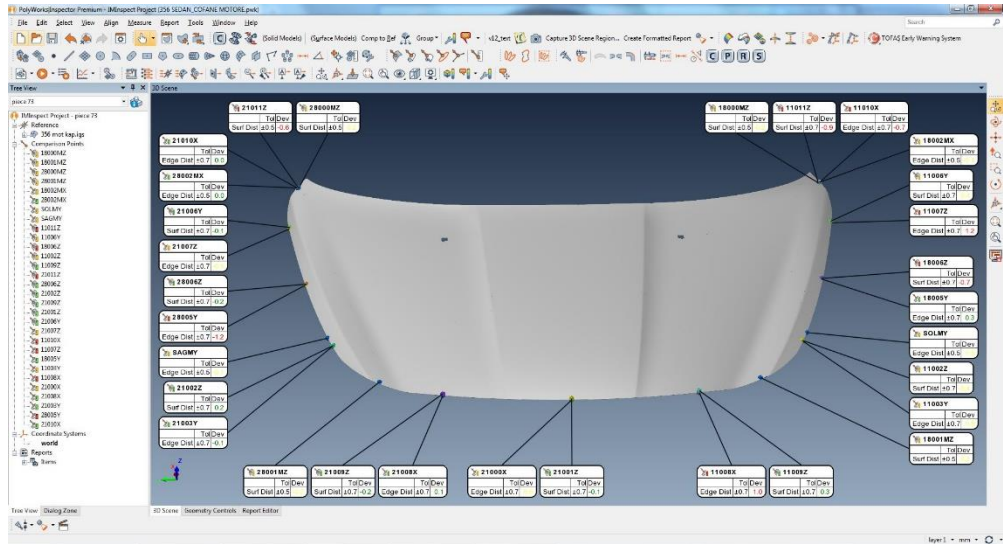 PolyWorks|Inspector Premium - IMInspect Project (356 SEDAN_COFANE MOTORE.pwk)
File Edit Select View Align Measure Report Tools Window Help
Search
(Solid Models) (Surface Models) Comp to Ref Group v12_text Capture 3D Scene Region... Create Formatted Report TOFAŞ Early Warning System
Tree View
3D Scene
piece 73
IMInspect Project - piece 73
Reference
356 mot kap.igs
Comparison Points
18000MZ
18001MZ
28000MZ
28001MZ
18002MX
28002MX
SOLMY
SAGMY
11011Z
11006Y
18006Z
11002Z
11009Z
21011Z
28006Z
21002Z
21009Z
21001Z
21006Y
21007Z
11010X
11007Z
18005Y
11003Y
11008X
21000X
21008X
21003Y
28005Y
21010X
Coordinate Systems
world
Reports
Items
21011Z
Tol Dev
Surf Dist ±0.5 -0.6
28000MZ
Tol Dev
Surf Dist ±0.5
18000MZ
Tol Dev
Surf Dist ±0.5
11011Z
Tol Dev
Surf Dist ±0.7 -0.9
11010X
Tol Dev
Edge Dist ±0.7 -0.7
21010X
Tol Dev
Edge Dist ±0.7 0.0
28002MX
Tol Dev
Edge Dist ±0.5 0.0
21006Y
Tol Dev
Surf Dist ±0.7 -0.1
21007Z
Tol Dev
Edge Dist ±0.7
28006Z
Tol Dev
Surf Dist ±0.7 -0.2
28005Y
Tol Dev
Edge Dist ±0.7 -1.2
SAGMY
Tol Dev
Edge Dist ±0.5
21002Z
Tol Dev
Surf Dist ±0.7 0.2
21003Y
Tol Dev
Edge Dist ±0.7 -0.1
18002MX
Tol Dev
Edge Dist ±0.5
11006Y
Tol Dev
Surf Dist ±0.7
11007Z
Tol Dev
Edge Dist ±0.7 1.2
18006Z
Tol Dev
Surf Dist ±0.7 -0.7
18005Y
Tol Dev
Edge Dist ±0.7 0.3
SOLMY
Tol Dev
Edge Dist ±0.5
11002Z
Tol Dev
Surf Dist ±0.7
11003Y
Tol Dev
Edge Dist ±0.7
18001MZ
Tol Dev
Surf Dist ±0.5
28001MZ
Tol Dev
Surf Dist ±0.5
21009Z
Tol Dev
Surf Dist ±0.7 -0.2
21008X
Tol Dev
Edge Dist ±0.7 0.1
21000X
Tol Dev
Edge Dist ±0.7
21001Z
Tol Dev
Surf Dist ±0.7 -0.1
11008X
Tol Dev
Edge Dist ±0.7 1.0
11009Z
Tol Dev
Surf Dist ±0.7 0.3
Z
Tree View Dialog Zone
3D Scene Geometry Controls Report Editor
layer 1 mm